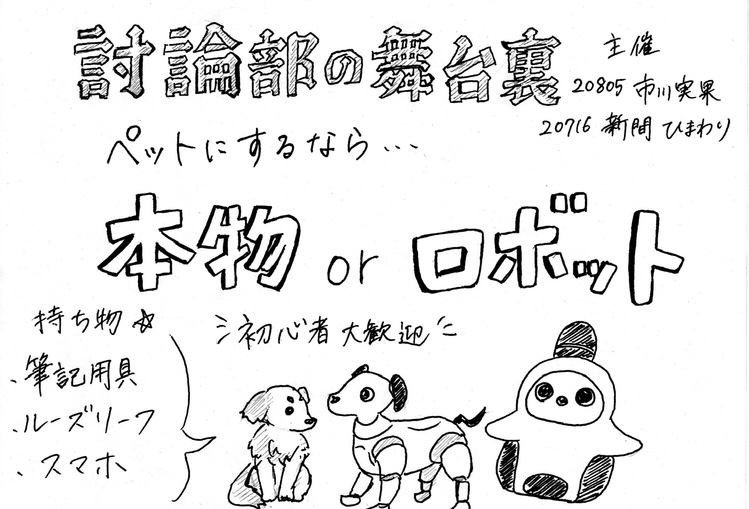 討論部の舞台裏
主催
20805 市川実果
20716 新間 ひまわり
ペットにするなら…
本物 or ロボット
持ち物☆
初心者大歓迎
、筆記用具
、ルーズリーフ
、スマホ